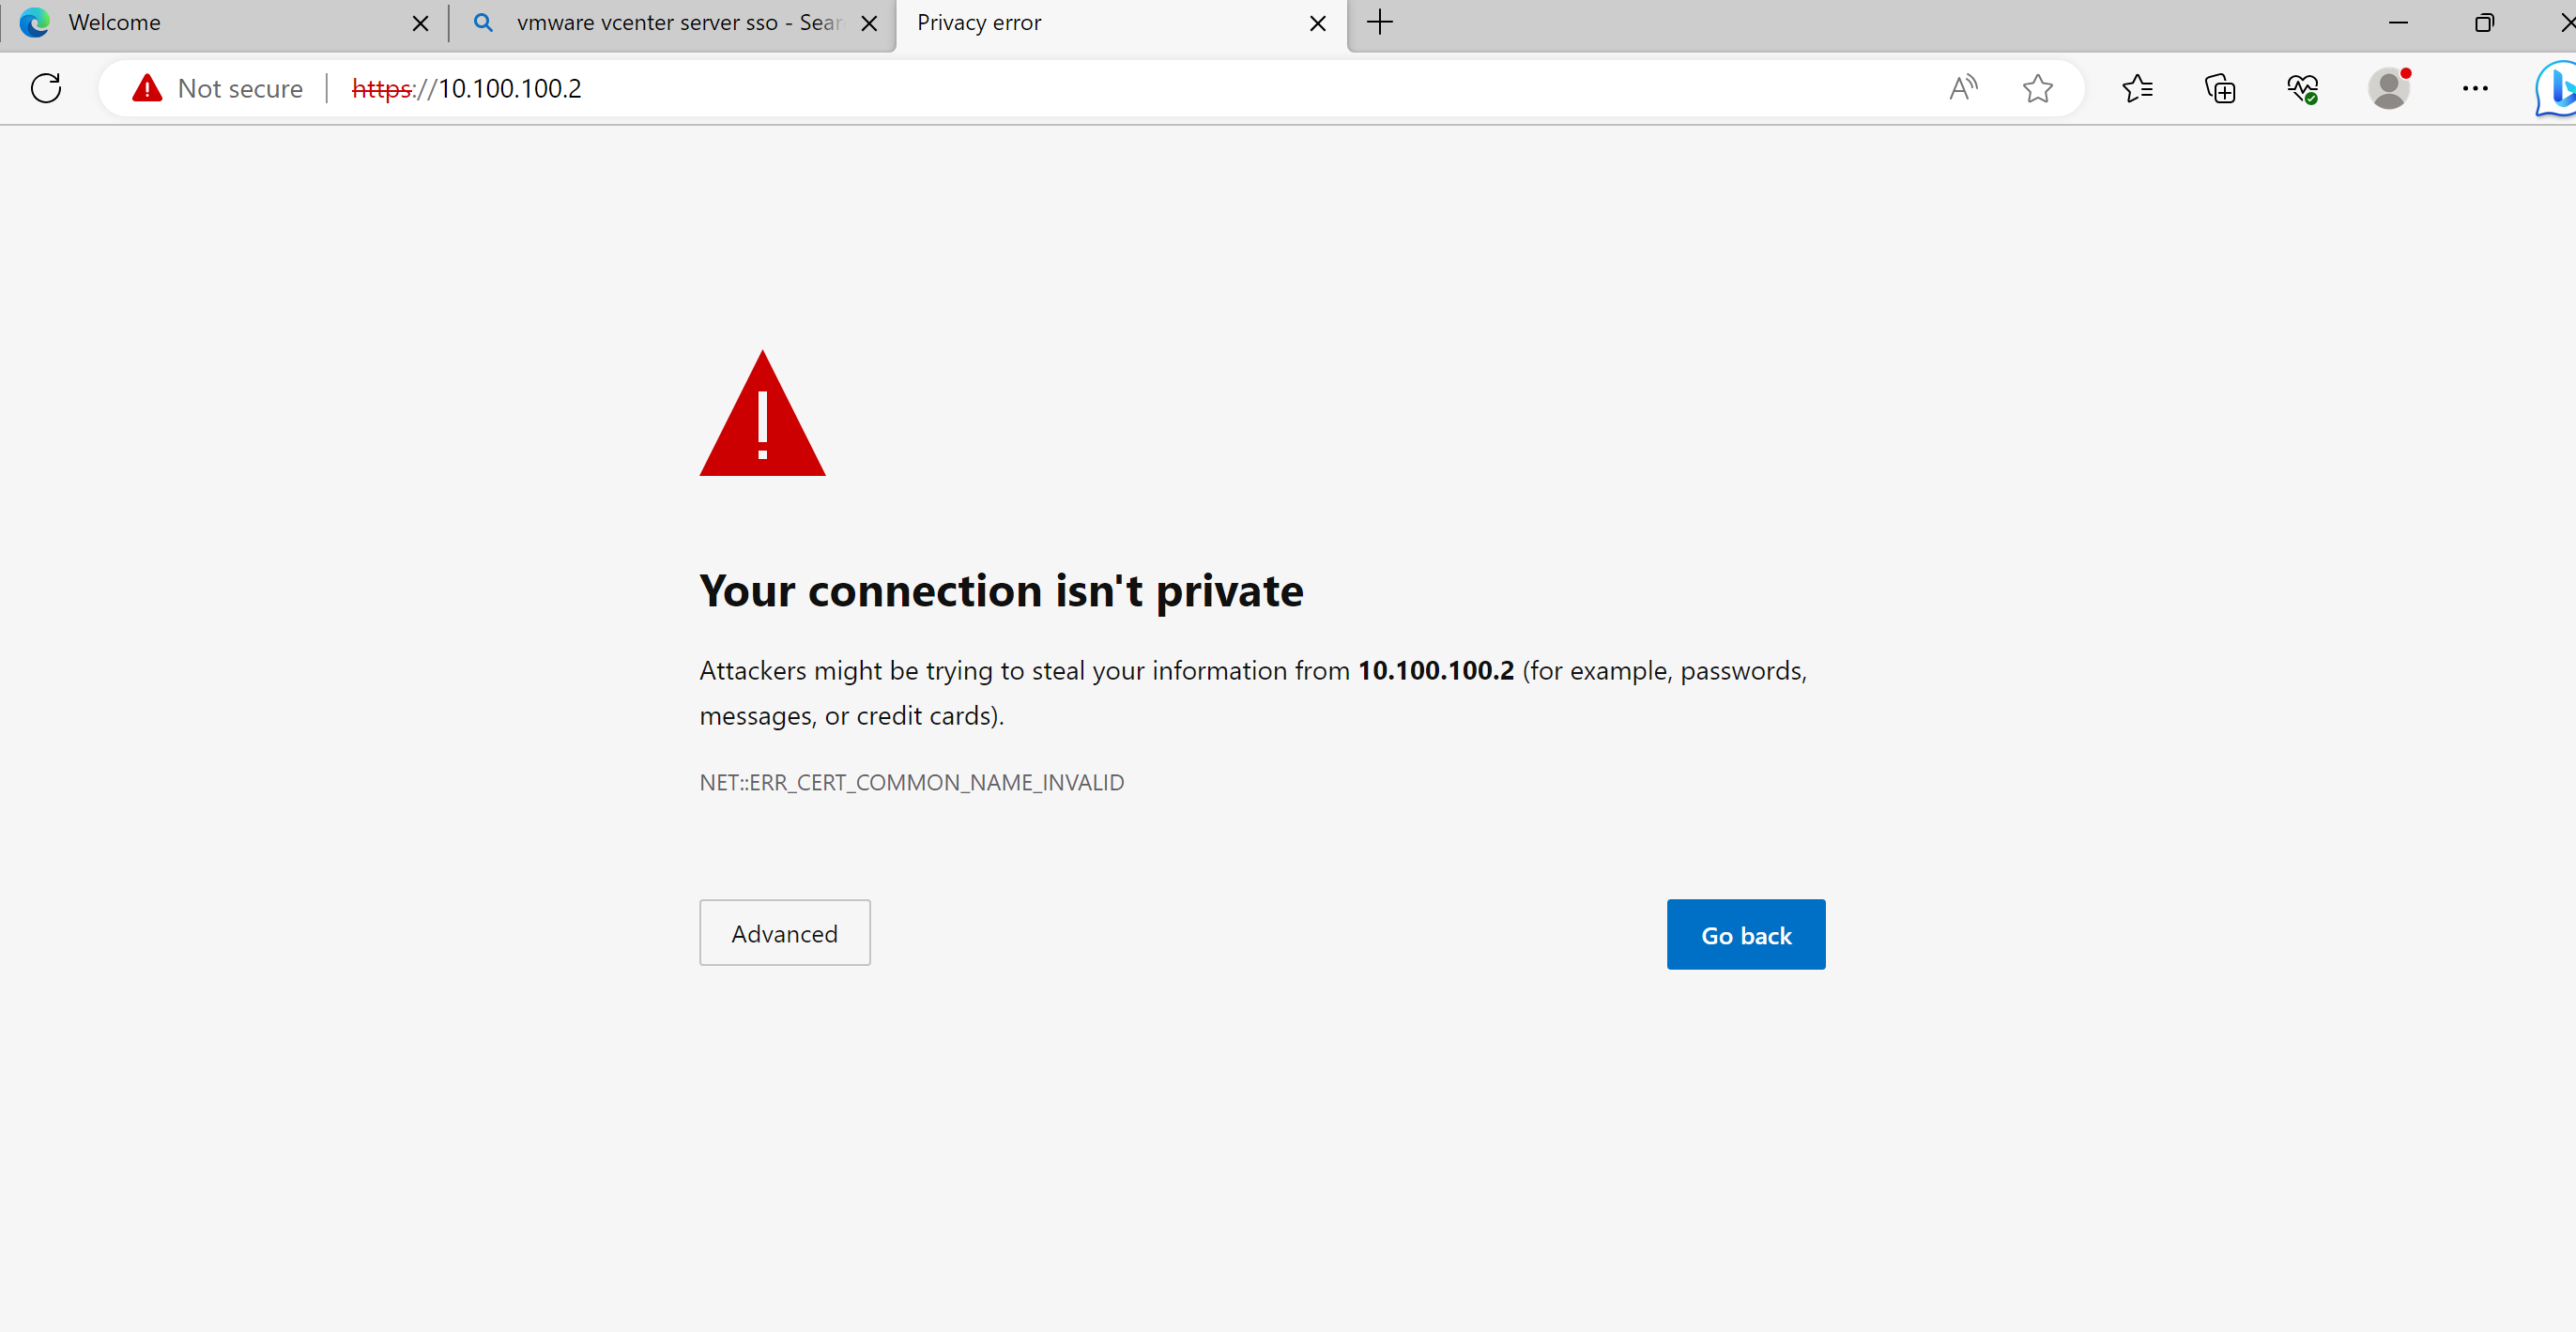 Welcome
vmware vcenter server sso - Sear
Privacy error
Not secure
https://10.100.100.2
!
Your connection isn't private
Attackers might be trying to steal your information from 10.100.100.2 (for example, passwords,
messages, or credit cards).
NET::ERR_CERT_COMMON_NAME_INVALID
Advanced
Go back